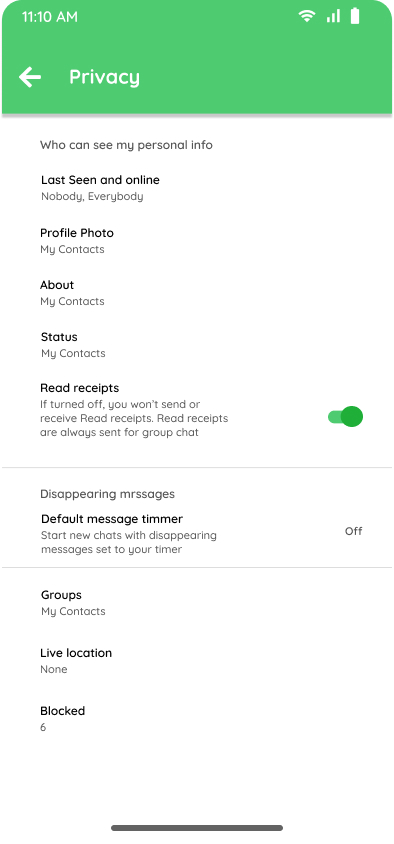 11:10 AM
Privacy
Who can see my personal info
Last Seen and online
Nobody, Everybody
Profile Photo
My Contacts
About
My Contacts
Status
My Contacts
Read receipts
If turned off, you won't send or
receive Read receipts. Read receipts
are always sent for group chat
Disappearing mrssages
Default message timmer
Start new chats with disappearing
messages set to your timer
Off
Groups
My Contacts
Live location
None
Blocked
6